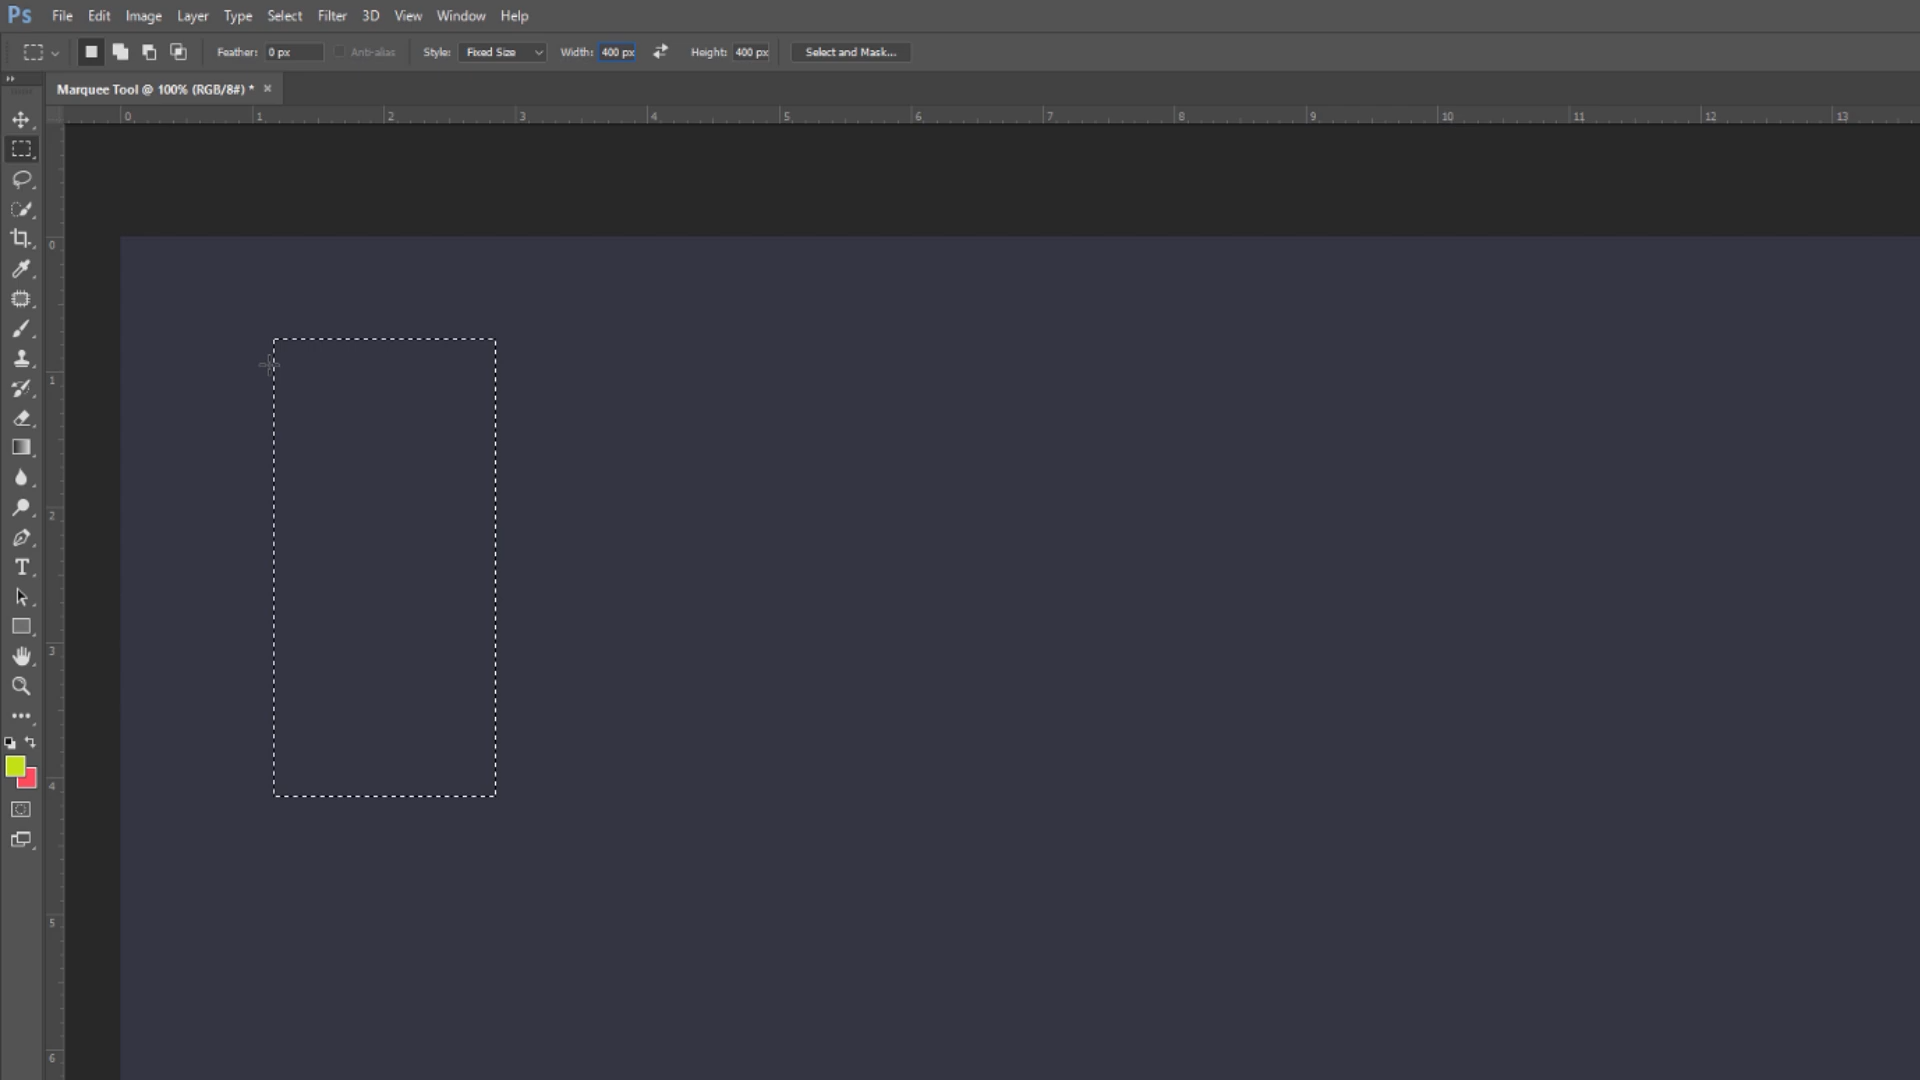 Ps File Edit Image Layer Type Select Filter 3D View Window Help
Feather: 0 px Anti-alias Style: Fixed Size Width: 400 px Height: 400 px Select and Mask...
Marquee Tool @ 100% (RGB/8#) * ×
0 1 2 3 4 5 6 7 8 9 10 11 12 13
0
1
2
3
4
5
6